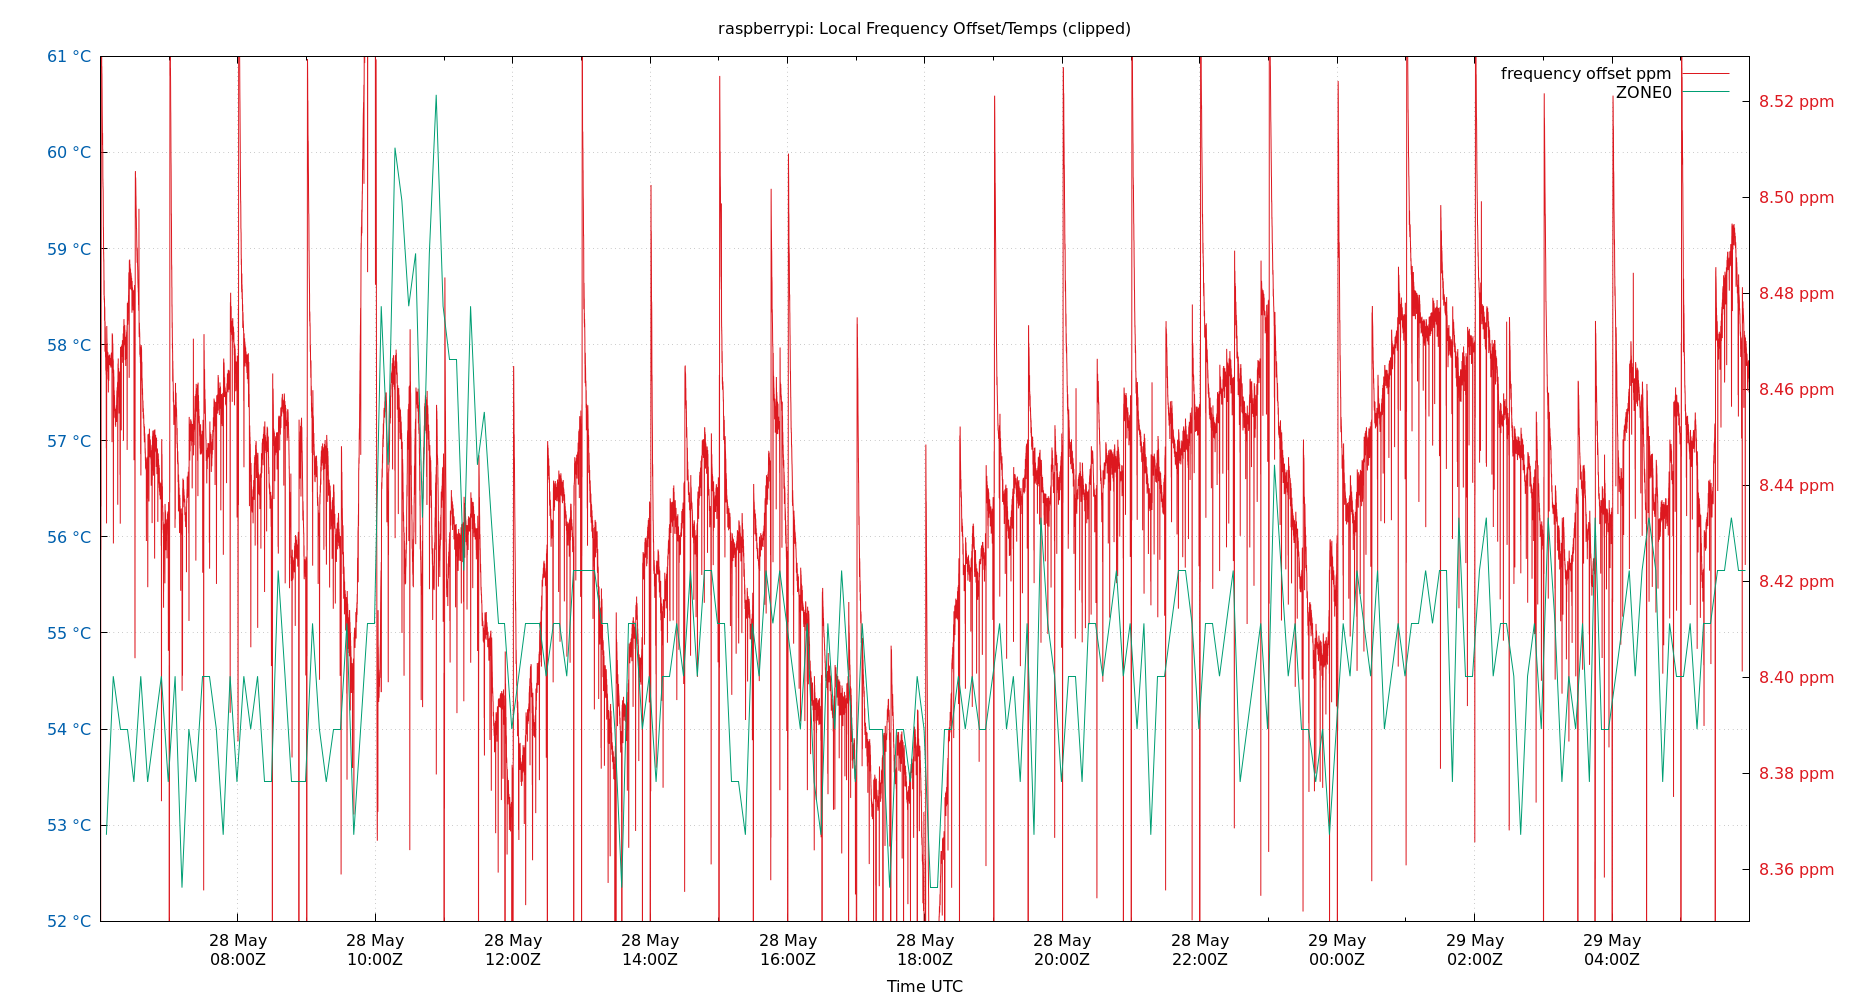 raspberrypi: Local Frequency Offset/Temps (clipped)
61 °C
60 °C
59 °C
58 °C
57 °C
56 °C
55 °C
54 °C
53 °C
52 °C
frequency offset ppm
ZONE0
8.52 ppm
8.50 ppm
8.48 ppm
8.46 ppm
8.44 ppm
8.42 ppm
8.40 ppm
8.38 ppm
8.36 ppm
28 May
08:00Z
28 May
10:00Z
28 May
12:00Z
28 May
14:00Z
28 May
16:00Z
28 May
18:00Z
28 May
20:00Z
28 May
22:00Z
29 May
00:00Z
29 May
02:00Z
29 May
04:00Z
Time UTC